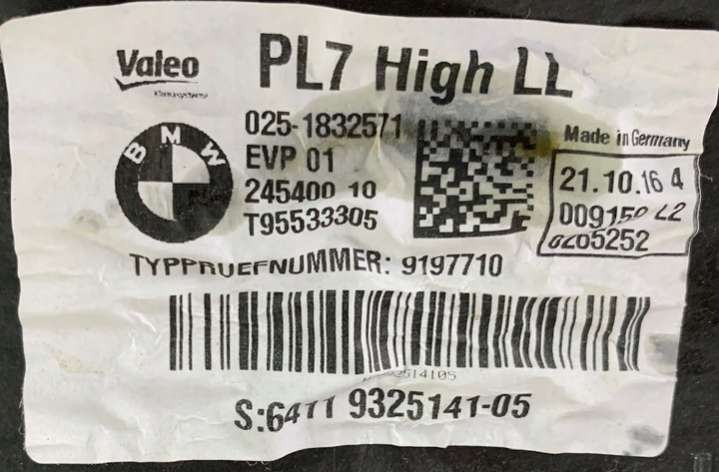 Valeo
Klimasysteme
PL7 High LL
025-1832571
EVP 01
245400 10
T95533305
BMW
Made in Germany
21.10.16 4
TYPPRUEFNUMMER: 9197710
S:6411 9325141-05